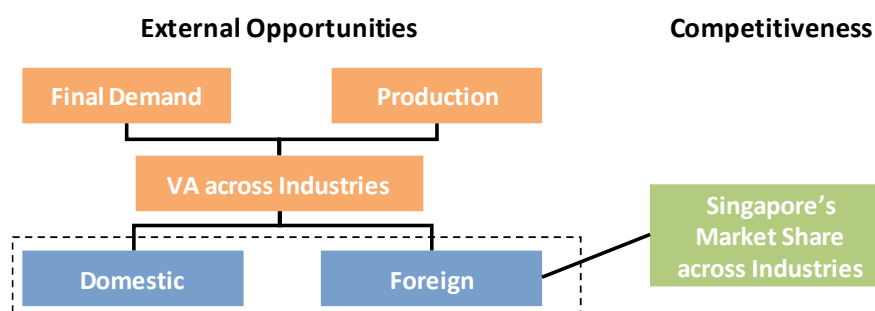 External Opportunities
Competitiveness
Final Demand
Production
VA across Industries
Singapore's
Market Share
across Industries
Domestic
Foreign